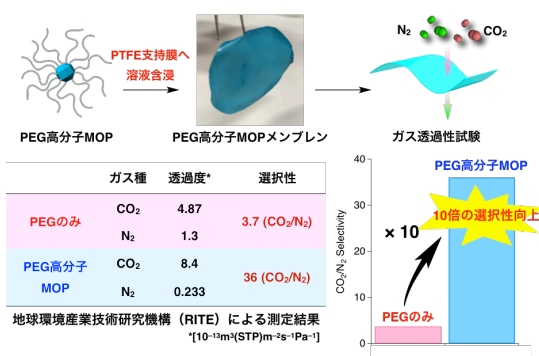 N₂
CO₂
PTFE支持膜へ
溶液含浸
PEG高分子MOP
PEG高分子MOPメンブレン
ガス透過性試験
ガス種 透過度* 選択性
PEGのみ CO₂ 4.87 3.7 (CO₂/N₂)
N₂ 1.3
PEG高分子MOP CO₂ 8.4 36 (CO₂/N₂)
N₂ 0.233
地球環境産業技術研究機構（RITE）による測定結果
*[10⁻¹³m³(STP)m⁻²s⁻¹Pa⁻¹]
PEG高分子MOP
10倍の選択性向上
× 10
PEGのみ
CO₂/N₂ Selectivity
40
35
30
25
20
15
10
5
0